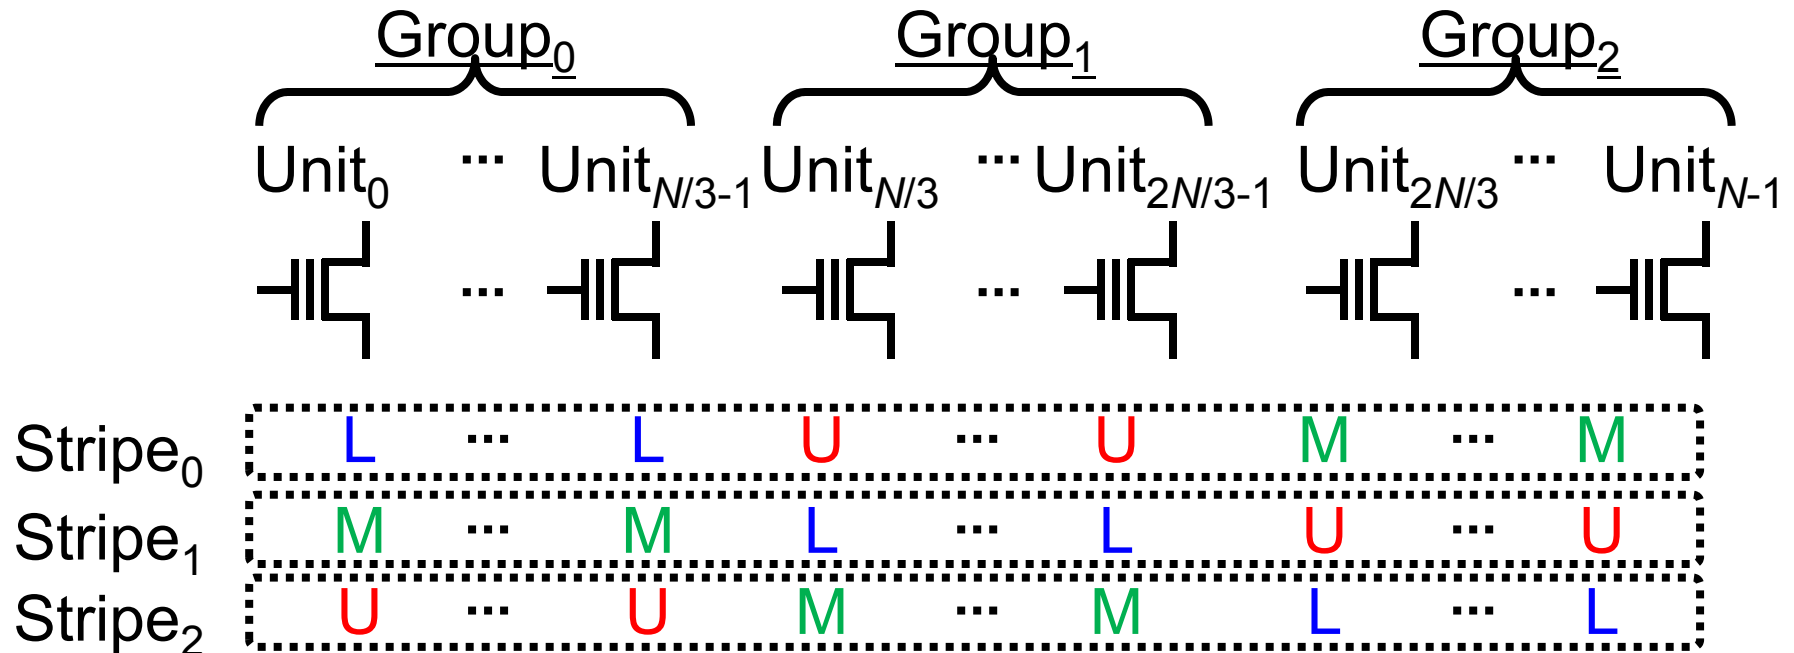 Group0 Group1 Group2
Unit0 ... UnitN/3-1 UnitN/3 ... Unit2N/3-1 Unit2N/3 ... UnitN-1
... ... ...
Stripe0 L ... L U ... U M ... M
Stripe1 M ... M L ... L U ... U
Stripe2 U ... U M ... M L ... L